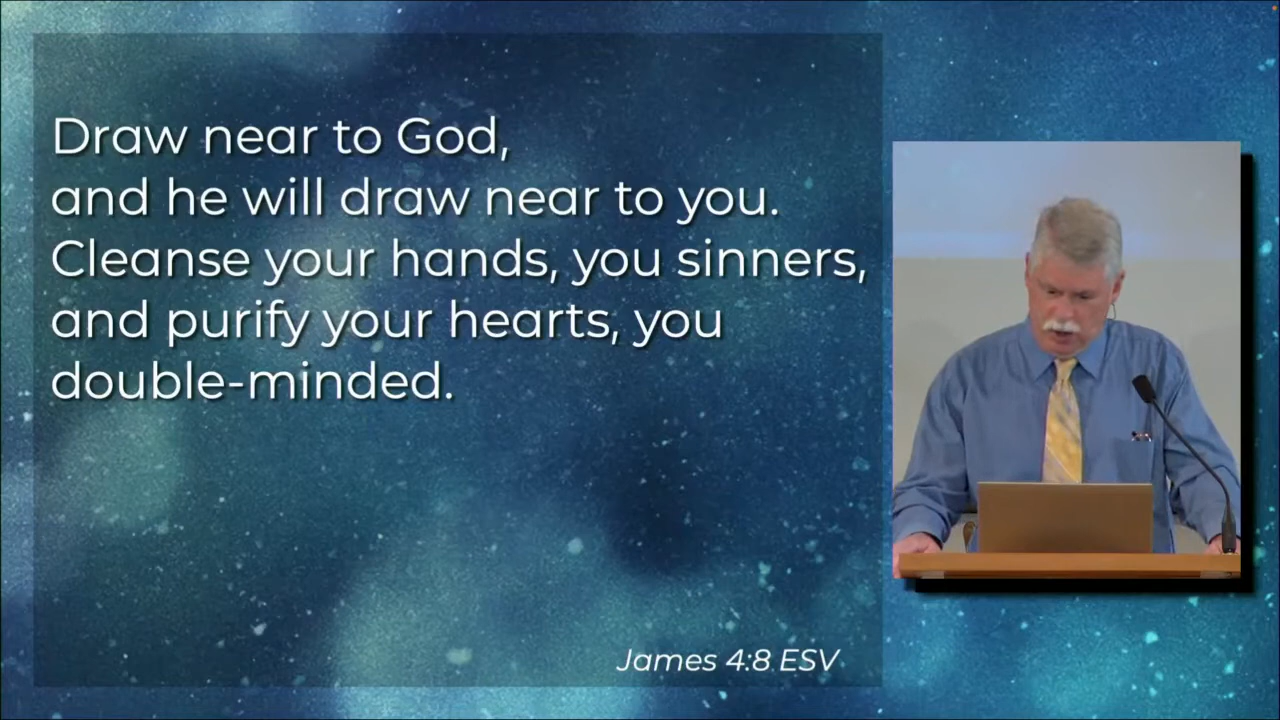 Draw near to God,
and he will draw near to you.
Cleanse your hands, you sinners,
and purify your hearts, you
double-minded.
James 4:8 ESV